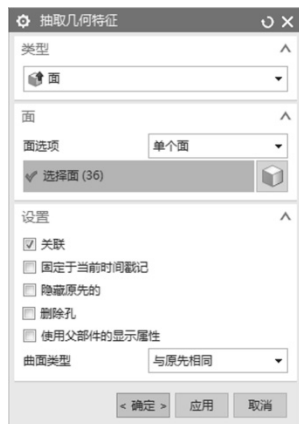 抽取几何特征
类型
面
面
面选项 单个面
选择面 (36)
设置
关联
固定于当前时间戳记
隐藏原先的
删除孔
使用父部件的显示属性
曲面类型 与原先相同
< 确定 > 应用 取消